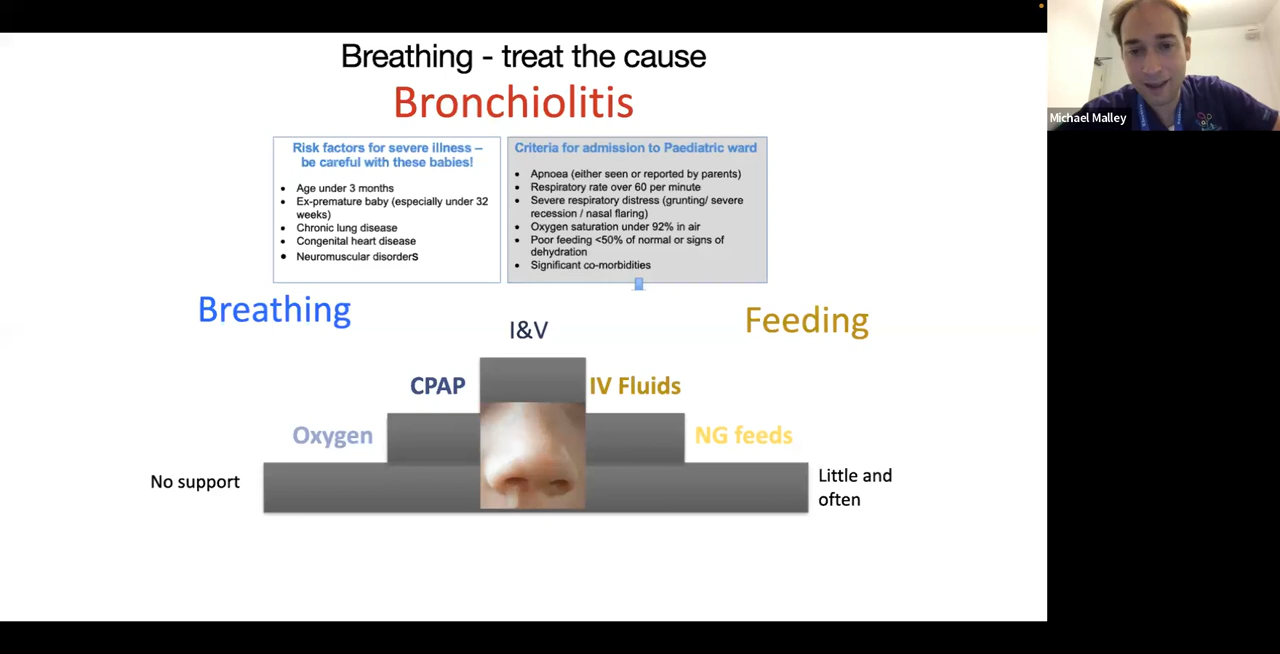 Breathing - treat the cause
Bronchiolitis
Risk factors for severe illness –
be careful with these babies!
• Age under 3 months
• Ex-premature baby (especially under 32
weeks)
• Chronic lung disease
• Congenital heart disease
• Neuromuscular disorders
Criteria for admission to Paediatric ward
• Apnoea (either seen or reported by parents)
• Respiratory rate over 60 per minute
• Severe respiratory distress (grunting/ severe
recession / nasal flaring)
• Oxygen saturation under 92% in air
• Poor feeding <50% of normal or signs of
dehydration
• Significant co-morbidities
Breathing
Feeding
I&V
CPAP
IV Fluids
Oxygen
NG feeds
No support
Little and
often
Michael Malley